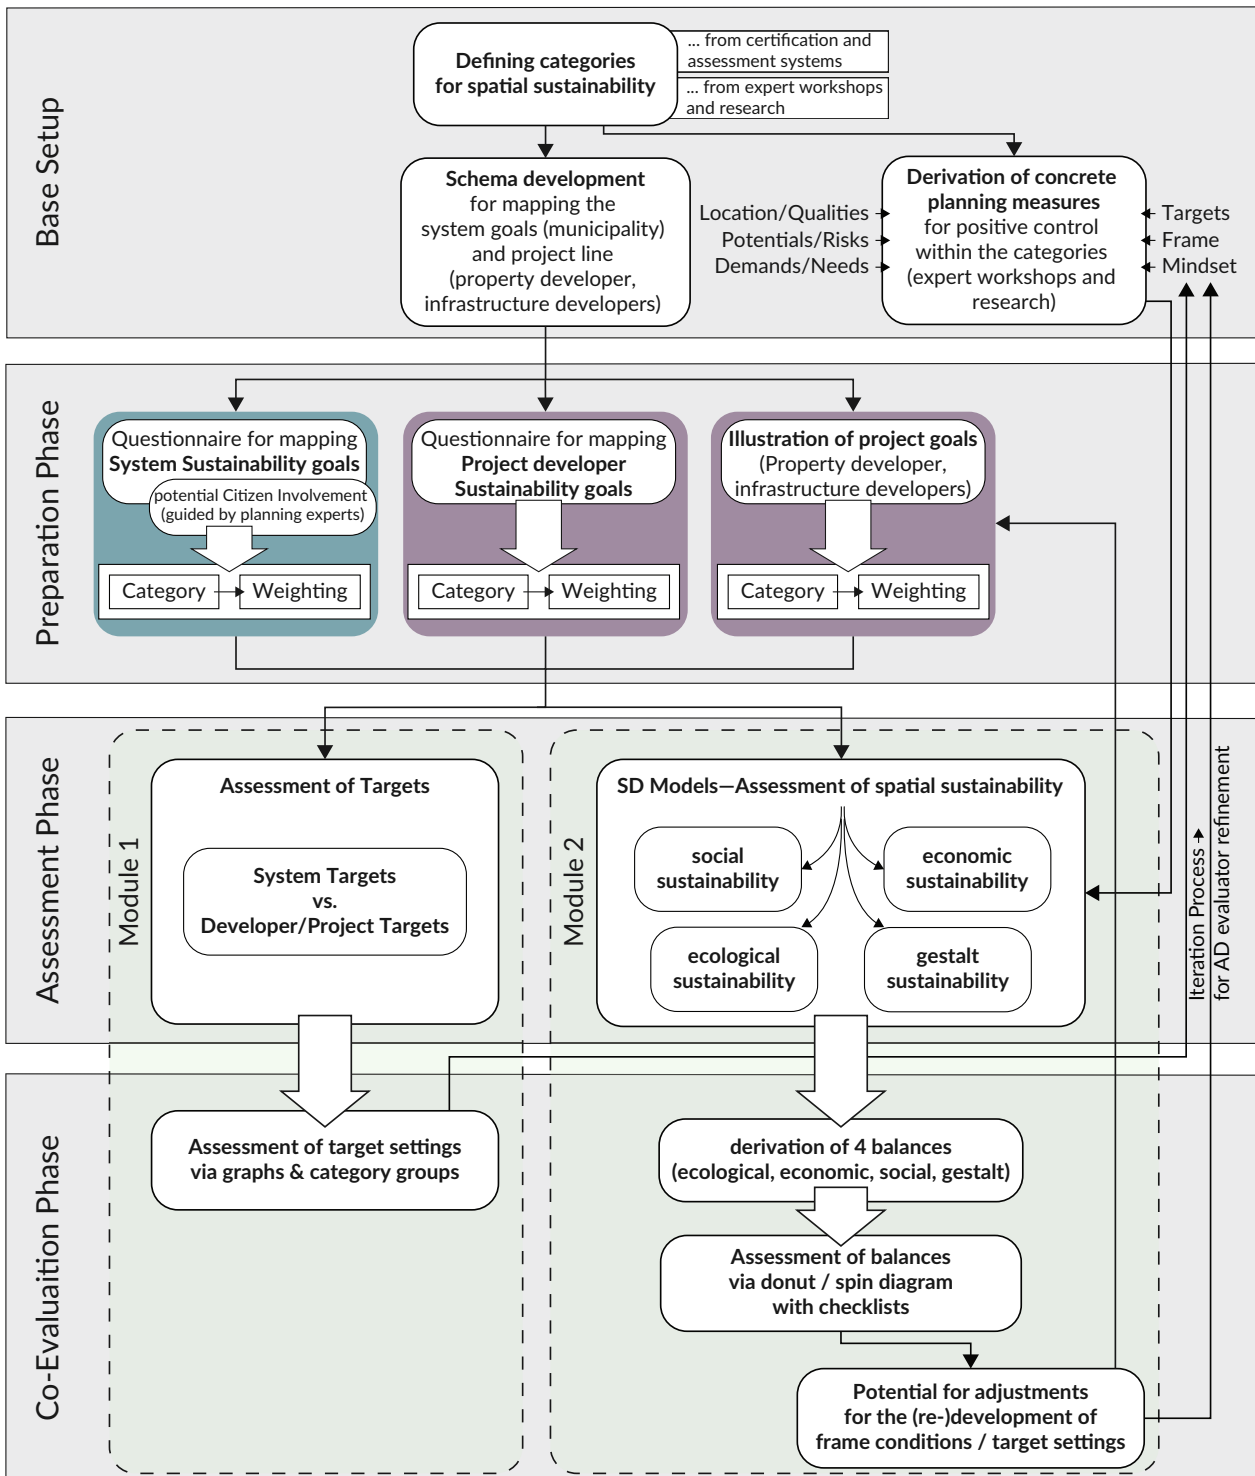 Base Setup
Defining categories
for spatial sustainability
... from certification and
assessment systems
... from expert workshops
and research
Schema development
for mapping the
system goals (municipality)
and project line
(property developer,
infrastructure developers)
Location/Qualities
Potentials/Risks
Demands/Needs
Derivation of concrete
planning measures
for positive control
within the categories
(expert workshops and
research)
Targets
Frame
Mindset
Preparation Phase
Questionnaire for mapping
System Sustainability goals
potential Citizen Involvement
(guided by planning experts)
Category
Weighting
Questionnaire for mapping
Project developer
Sustainability goals
Category
Weighting
Illustration of project goals
(Property developer,
infrastructure developers)
Category
Weighting
Assessment Phase
Module 1
Assessment of Targets
System Targets
vs.
Developer/Project Targets
Module 2
SD Models—Assessment of spatial sustainability
social
sustainability
economic
sustainability
ecological
sustainability
gestalt
sustainability
Iteration Process
for AD evaluator refinement
Co-Evaluaition Phase
Assessment of target settings
via graphs & category groups
derivation of 4 balances
(ecological, economic, social, gestalt)
Assessment of balances
via donut / spin diagram
with checklists
Potential for adjustments
for the (re-)development of
frame conditions / target settings